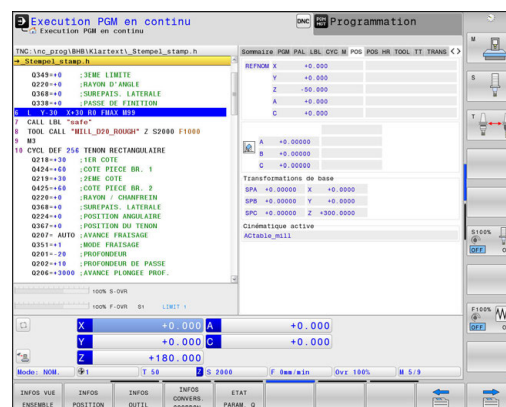 Execution PGM en continu
DNC
Programmation
Execution PGM en continu
TNC:\nc_prog\BHB\Klartext\_Stempel_stamp.h
→_Stempel_stamp.h
Q349=+0 ;3EME LIMITE
Q220=+0 ;RAYON D'ANGLE
Q368=+0 ;SUREPAIS. LATERALE
Q338=+0 ;PASSE DE FINITION
6 L Y-30 X+30 R0 FMAX M99
7 CALL LBL "safe"
8 TOOL CALL "MILL_D20_ROUGH" Z S2000 F1000
9 M3
10 CYCL DEF 256 TENON RECTANGULAIRE
Q218=+30 ;1ER COTE
Q424=+60 ;COTE PIECE BR. 1
Q219=+30 ;2EME COTE
Q425=+60 ;COTE PIECE BR. 2
Q220=+0 ;RAYON / CHANFREIN
Q368=+0 ;SUREPAIS. LATERALE
Q224=+0 ;POSITION ANGULAIRE
Q367=+0 ;POSITION DU TENON
Q207= AUTO ;AVANCE FRAISAGE
Q351=+1 ;MODE FRAISAGE
Q201=-20 ;PROFONDEUR
Q202=+10 ;PROFONDEUR DE PASSE
Q206=+3000 ;AVANCE PLONGEE PROF.
100% S-OVR
100% F-OVR S1 LIMIT 1
Sommaire PGM PAL LBL CYC M POS POS HR TOOL TT TRANS
REFNOM X +0.000
Y +0.000
Z -50.000
A +0.000
C +0.000
A +0.00000
B +0.00000
C +0.00000
Transformations de base
SPA +0.00000 X +0.0000
SPB +0.00000 Y +0.0000
SPC +0.00000 Z +300.0000
Cinématique active
ACtable_mill
X +0.000 A +0.000
Y +0.000 C +0.000
Z +180.000
Mode: NOM. 1 T 50 Z S 2000 F 0mm/min Ovr 100% M 5/9
INFOS VUE ENSEMBLE
INFOS POSITION
INFOS OUTIL
INFOS CONVERS.
ETAT PARAM. Q
M
S
T
S100%
OFF
F100%
OFF